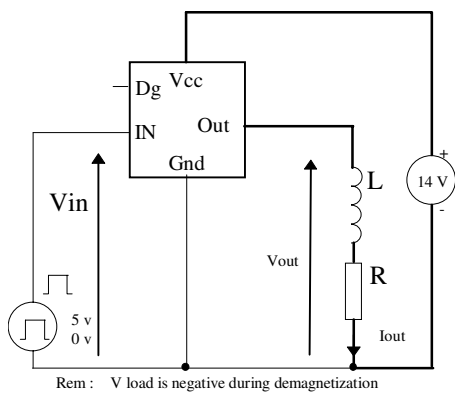 Vcc
Dg
IN
Out
Gnd
+
14 V
-
Vin
L
Vout
R
5 v
0 v
Iout
Rem : V load is negative during demagnetization